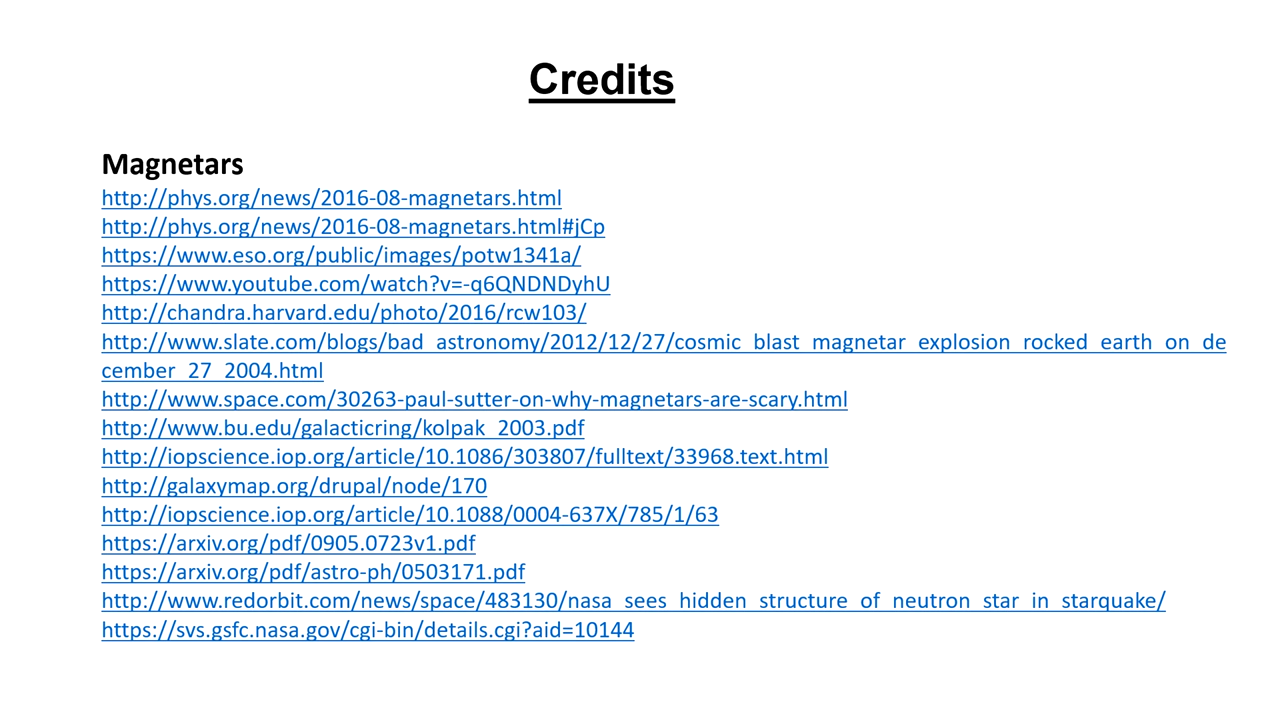 Credits
Magnetars
http://phys.org/news/2016-08-magnetars.html
http://phys.org/news/2016-08-magnetars.html#jCp
https://www.eso.org/public/images/potw1341a/
https://www.youtube.com/watch?v=-q6QNDNDyhU
http://chandra.harvard.edu/photo/2016/rcw103/
http://www.slate.com/blogs/bad_astronomy/2012/12/27/cosmic_blast_magnetar_explosion_rocked_earth_on_de
cember_27_2004.html
http://www.space.com/30263-paul-sutter-on-why-magnetars-are-scary.html
http://www.bu.edu/galacticring/kolpak_2003.pdf
http://iopscience.iop.org/article/10.1086/303807/fulltext/33968.text.html
http://galaxymap.org/drupal/node/170
http://iopscience.iop.org/article/10.1088/0004-637X/785/1/63
https://arxiv.org/pdf/0905.0723v1.pdf
https://arxiv.org/pdf/astro-ph/0503171.pdf
http://www.redorbit.com/news/space/483130/nasa_sees_hidden_structure_of_neutron_star_in_starquake/
https://svs.gsfc.nasa.gov/cgi-bin/details.cgi?aid=10144